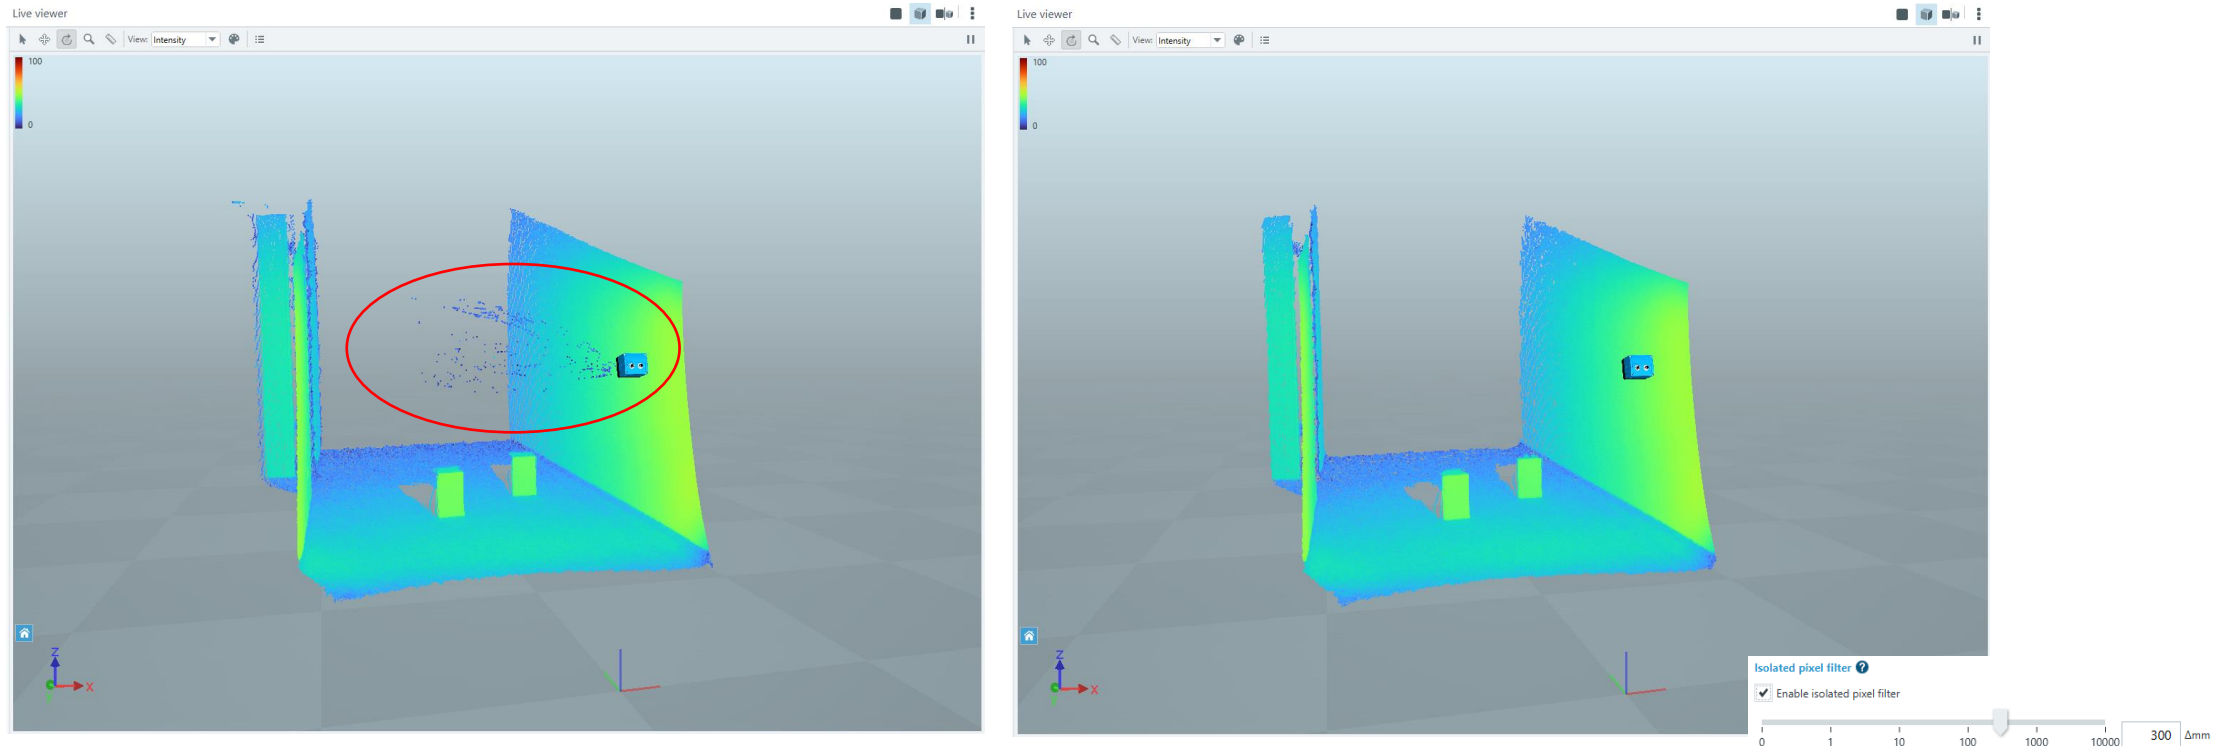 Live viewer
View: Intensity
100
0
Z
X
Y
Live viewer
View: Intensity
100
0
Z
X
Y
Isolated pixel filter ?
Enable isolated pixel filter
0 1 10 100 1000 10000
300 Δmm